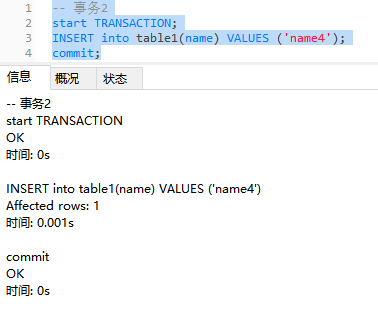 1 -- 事务2
2 start TRANSACTION;
3 INSERT into table1(name) VALUES ('name4');
4 commit;
信息 概况 状态
-- 事务2
start TRANSACTION
OK
时间: 0s
INSERT into table1(name) VALUES ('name4')
Affected rows: 1
时间: 0.001s
commit
OK
时间: 0s